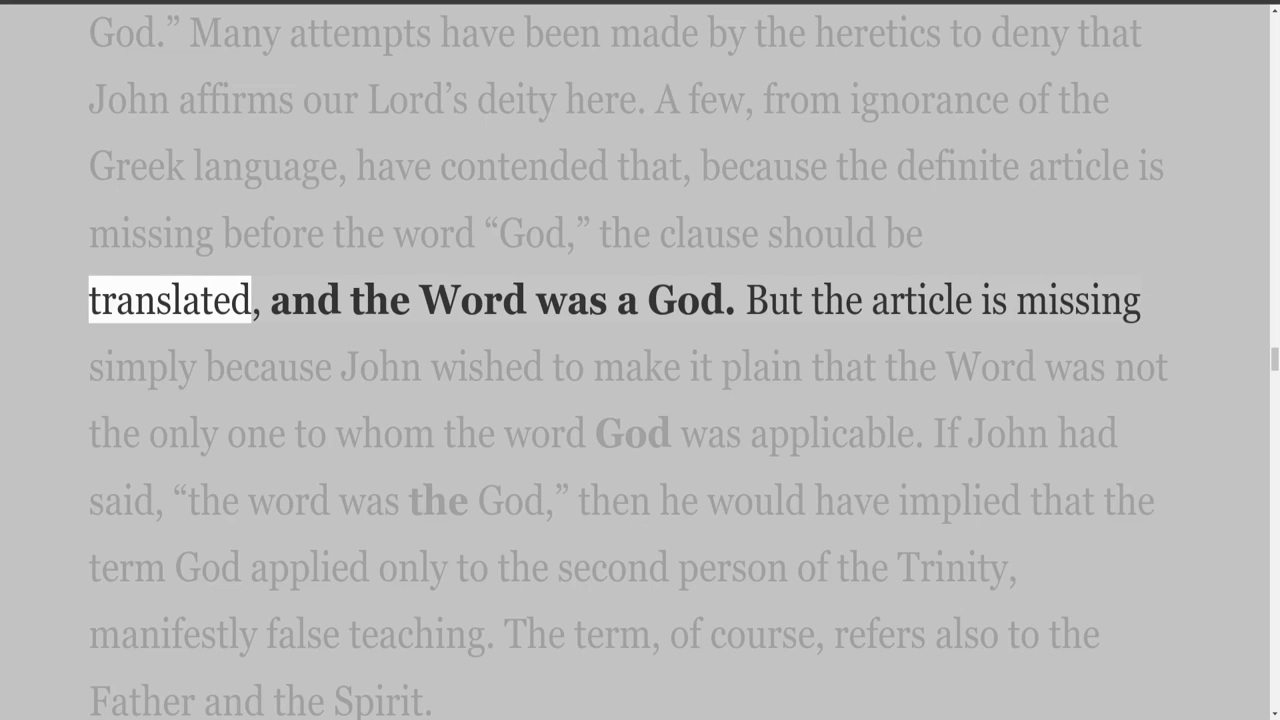 God.” Many attempts have been made by the heretics to deny that
John affirms our Lord’s deity here. A few, from ignorance of the
Greek language, have contended that, because the definite article is
missing before the word “God,” the clause should be
translated, and the Word was a God. But the article is missing
simply because John wished to make it plain that the Word was not
the only one to whom the word God was applicable. If John had
said, “the word was the God,” then he would have implied that the
term God applied only to the second person of the Trinity,
manifestly false teaching. The term, of course, refers also to the
Father and the Spirit.